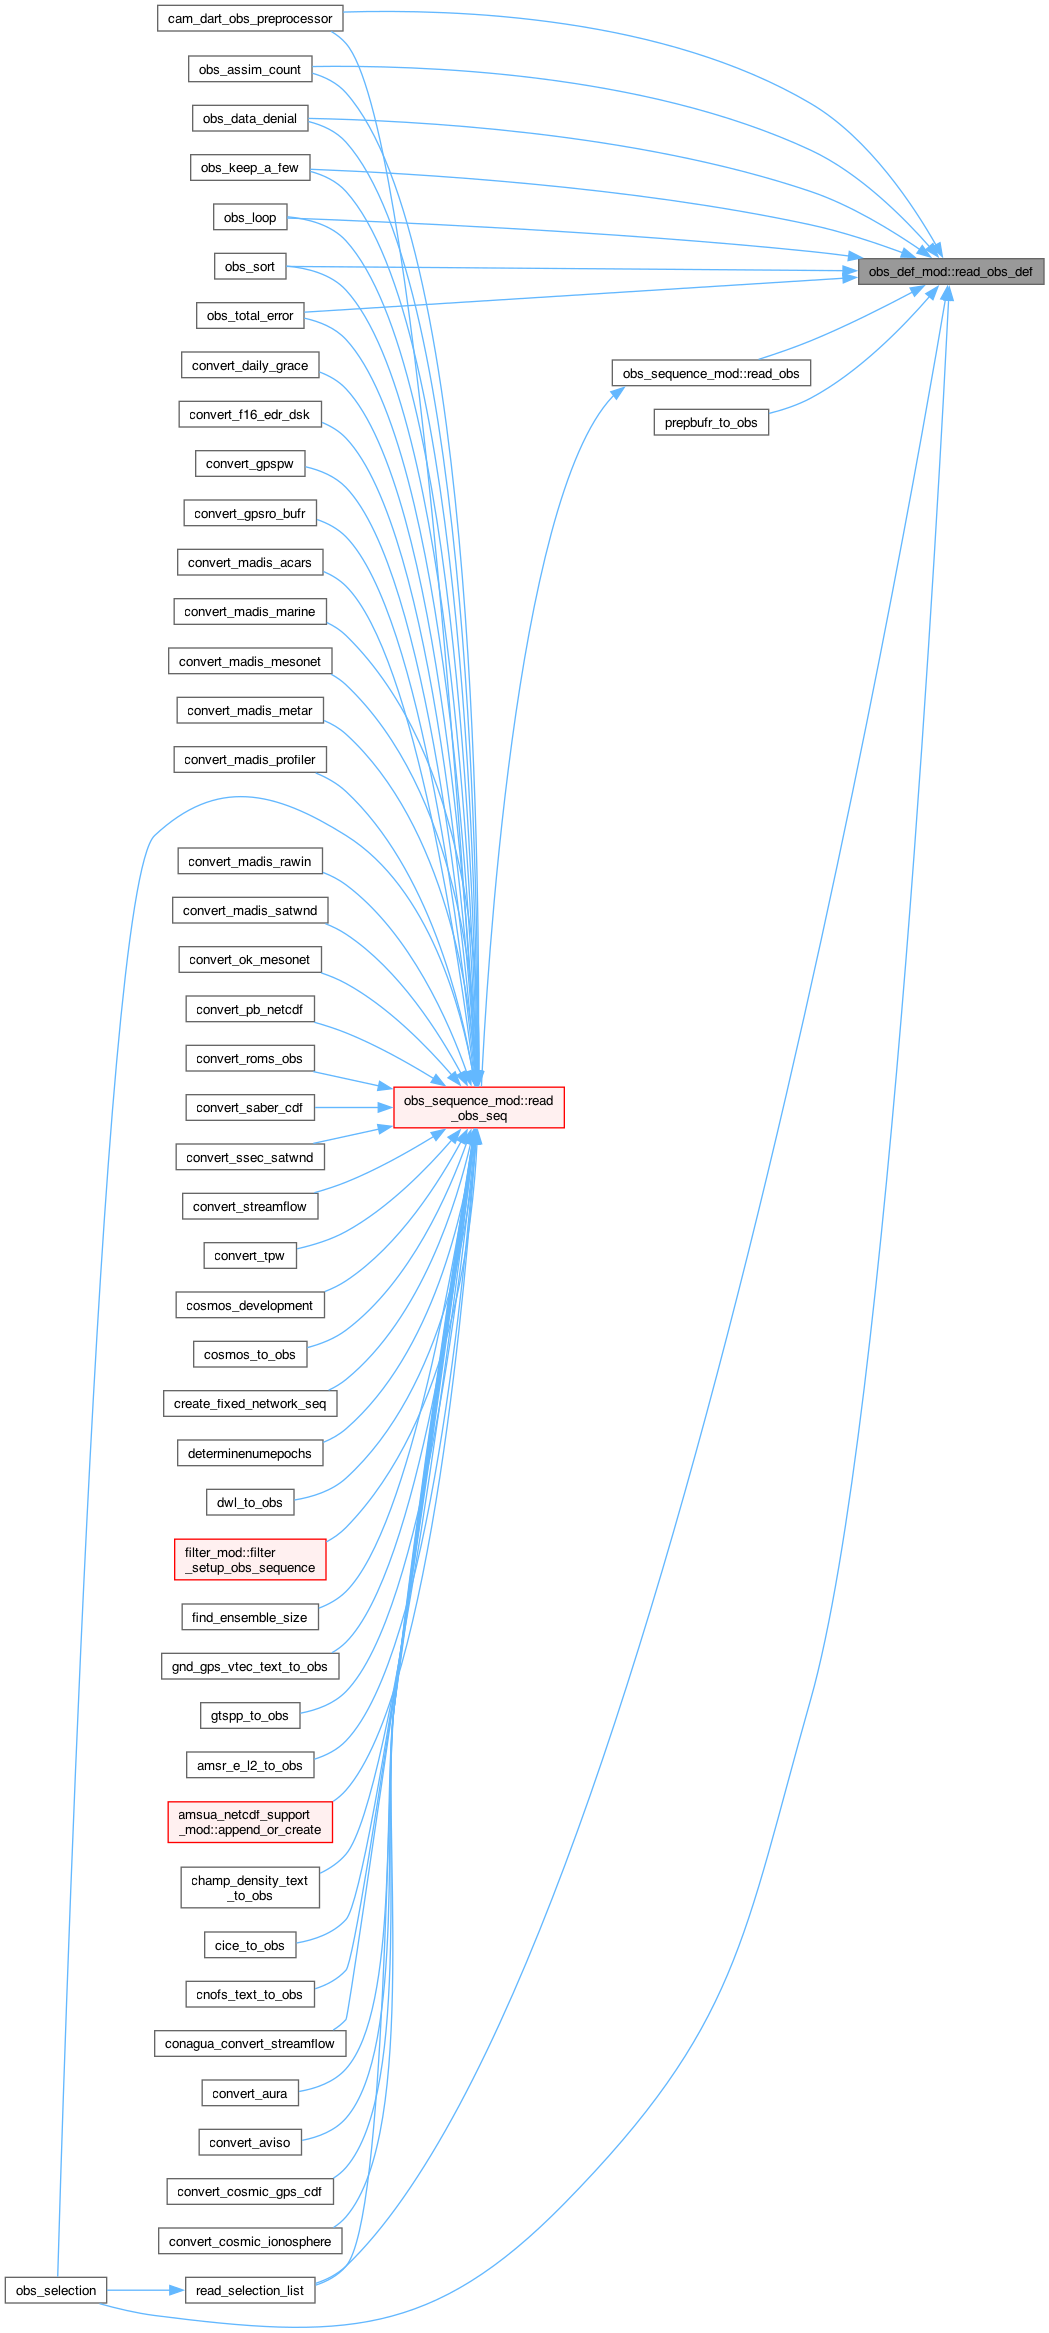 cam_dart_obs_preprocessor
obs_assim_count
obs_data_denial
obs_keep_a_few
obs_loop
obs_sort
obs_def_mod::read_obs_def
obs_total_error
convert_daily_grace
obs_sequence_mod::read_obs
convert_f16_edr_dsk
prepbufr_to_obs
convert_gpspw
convert_gpsro_bufr
convert_madis_acars
convert_madis_marine
convert_madis_mesonet
convert_madis_metar
convert_madis_profiler
convert_madis_rawin
convert_madis_satwnd
convert_ok_mesonet
convert_pb_netcdf
convert_roms_obs
convert_saber_cdf
obs_sequence_mod::read
_obs_seq
convert_ssec_satwnd
convert_streamflow
convert_tpw
cosmos_development
cosmos_to_obs
create_fixed_network_seq
determinenumepochs
dwl_to_obs
filter_mod::filter
_setup_obs_sequence
find_ensemble_size
gnd_gps_vtec_text_to_obs
gtspp_to_obs
amsr_e_l2_to_obs
amsua_netcdf_support
_mod::append_or_create
champ_density_text
_to_obs
cice_to_obs
cnofs_text_to_obs
conagua_convert_streamflow
convert_aura
convert_aviso
convert_cosmic_gps_cdf
convert_cosmic_ionosphere
obs_selection
read_selection_list